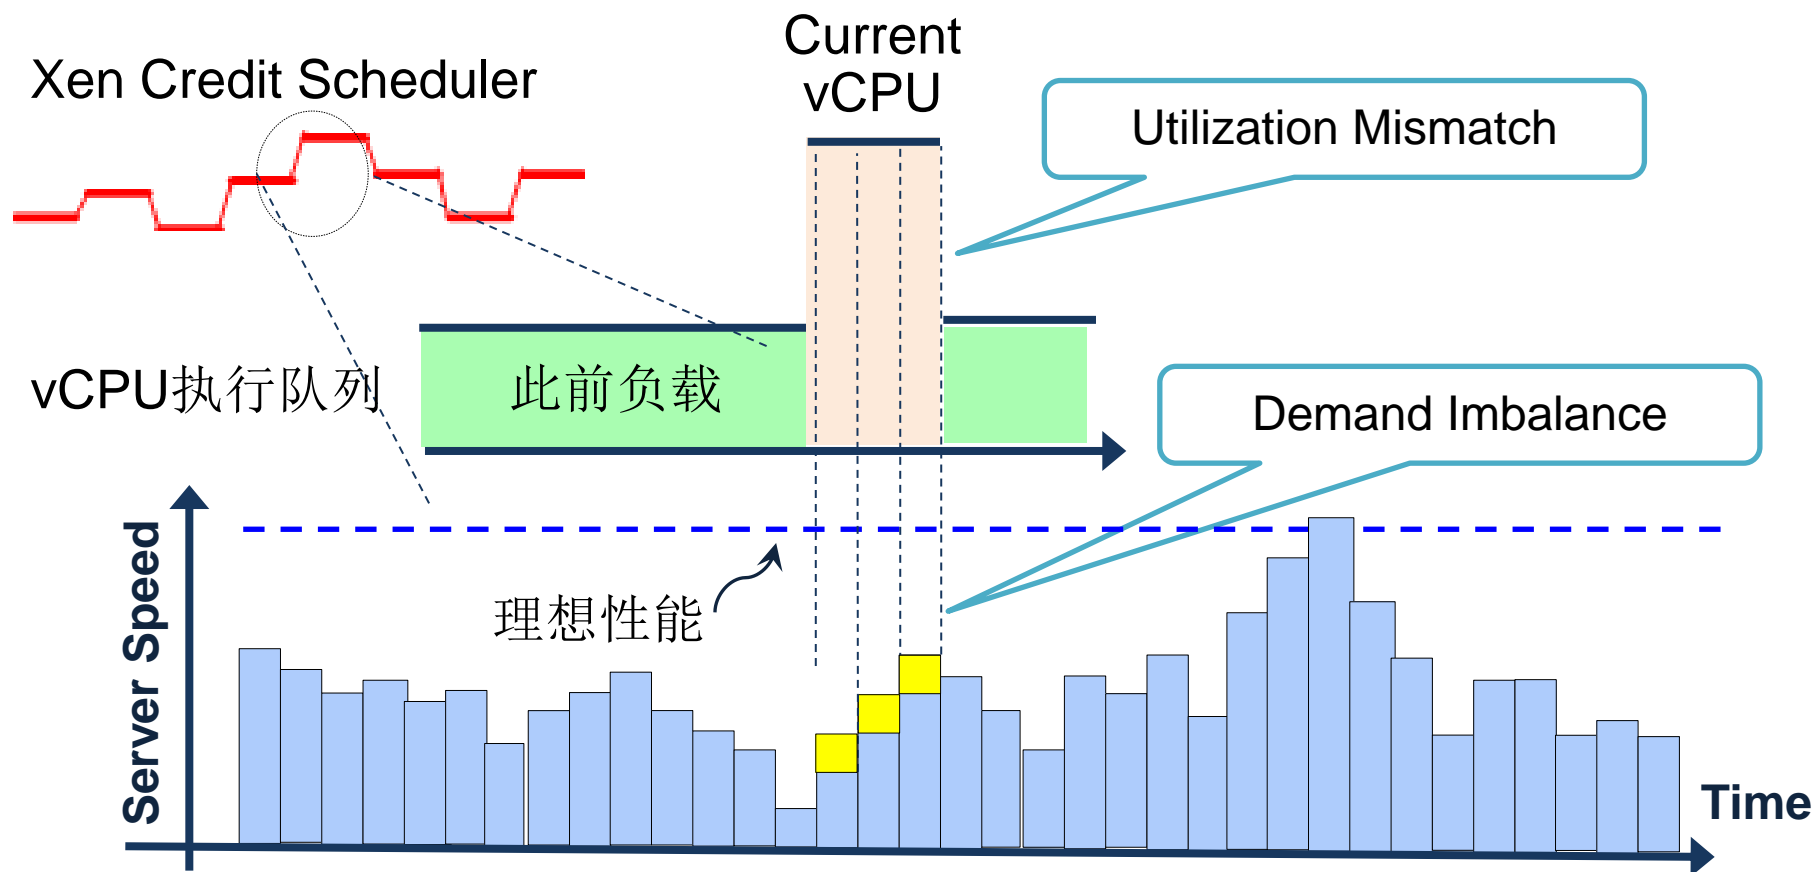 Current
vCPU
Xen Credit Scheduler
Utilization Mismatch
vCPU执行队列
此前负载
Demand Imbalance
理想性能
Server Speed
Time